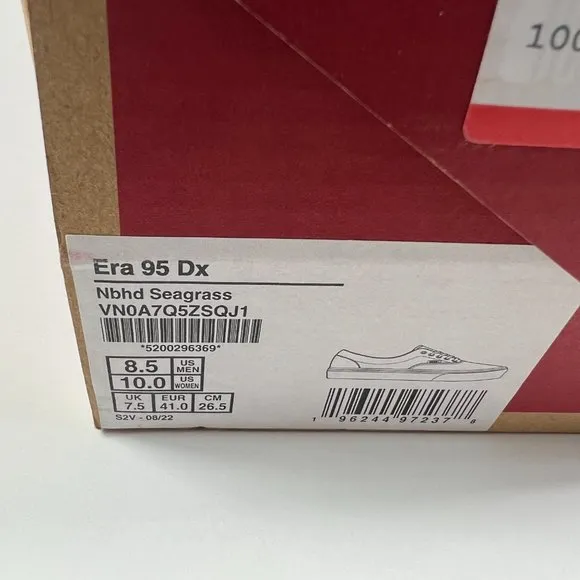 100
Era 95 Dx
Nbhd Seagrass
VN0A7Q5ZSQJ1
*5200296369*
8.5 US MEN
10.0 US WOMEN
UK EUR CM
7.5 41.0 26.5
S2V - 08/22
1 96244 97237 8